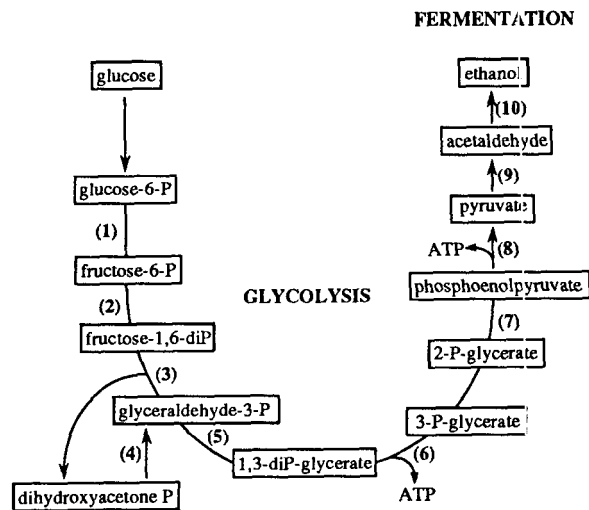 FERMENTATION
glucose
ethanol
(10)
acetaldehyde
(9)
glucose-6-P
pyruvate
(1)
ATP
(8)
fructose-6-P
phosphoenolpyruvate
GLYCOLYSIS
(2)
(7)
fructose-1,6-diP
2-P-glycerate
(3)
glyceraldehyde-3-P
3-P-glycerate
(4)
(5)
(6)
1,3-diP-glycerate
dihydroxyacetone P
ATP